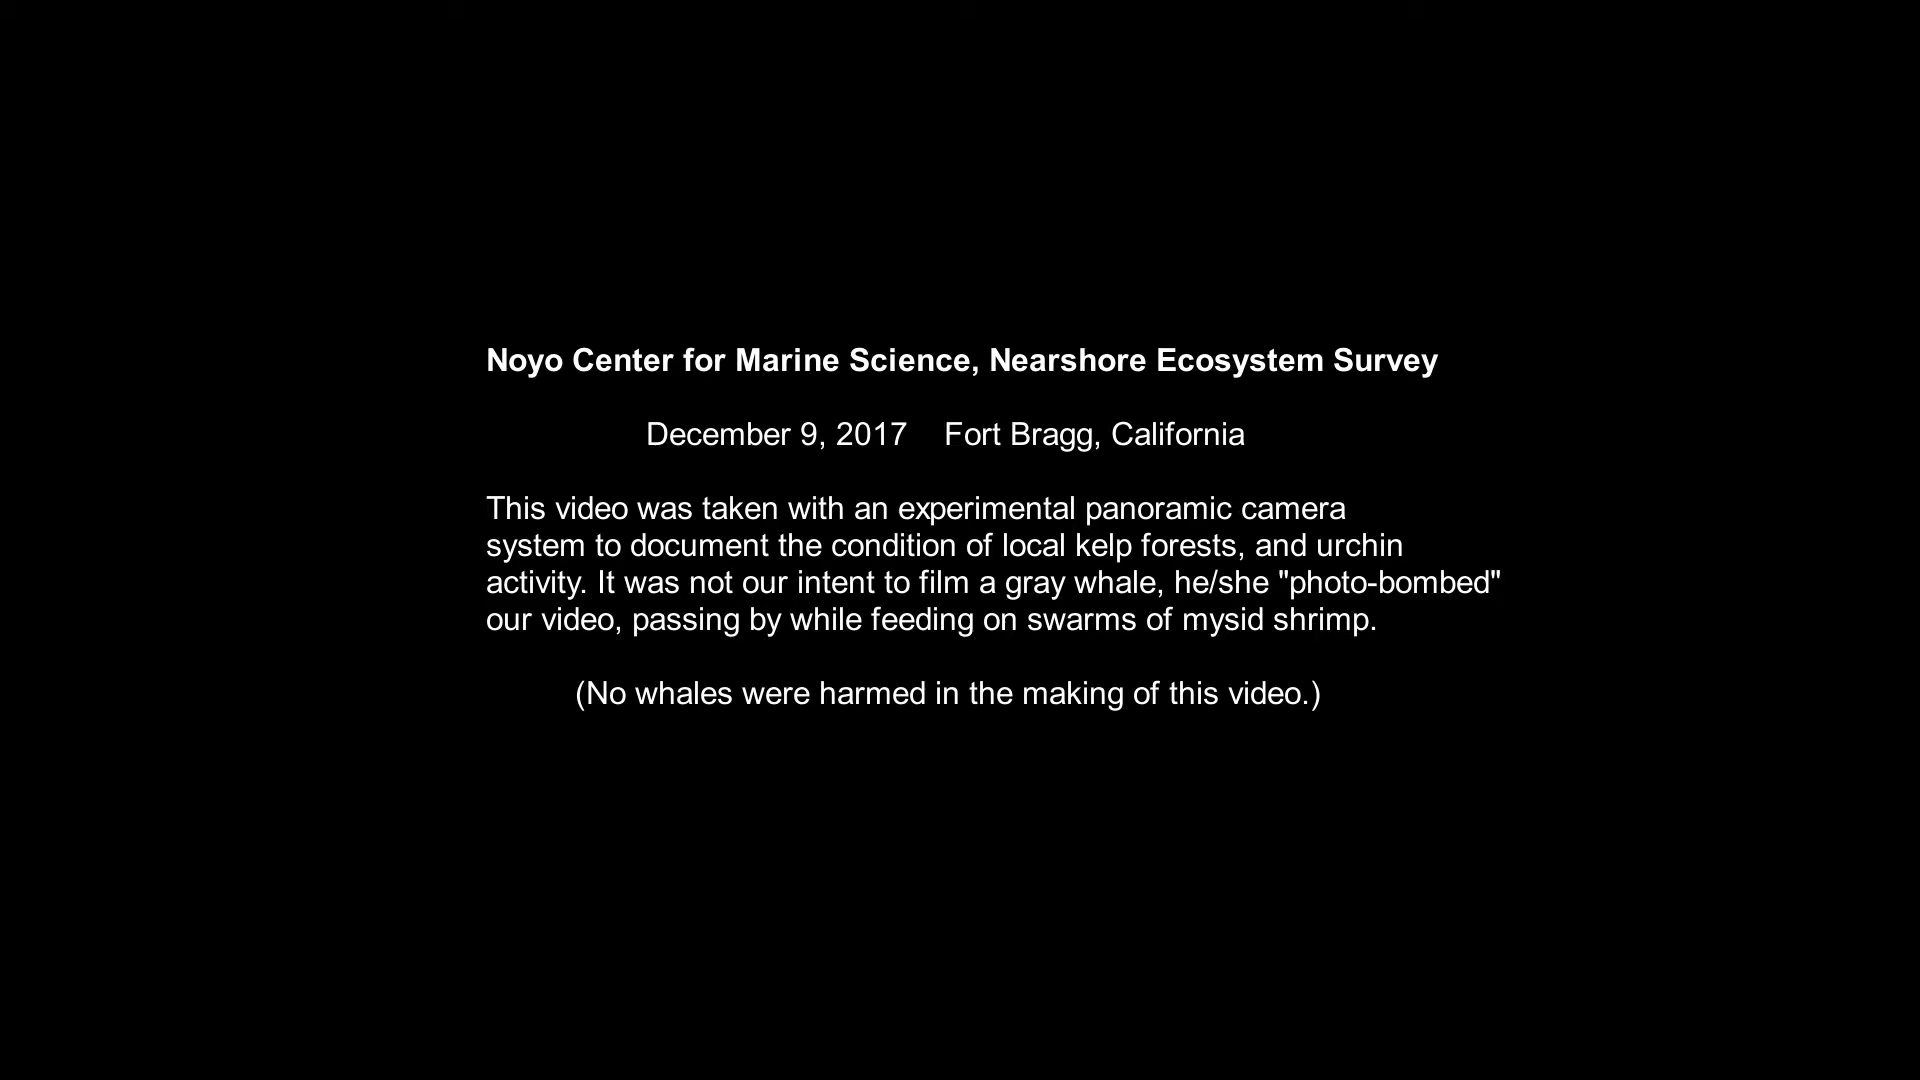 Noyo Center for Marine Science, Nearshore Ecosystem Survey
December 9, 2017    Fort Bragg, California
This video was taken with an experimental panoramic camera
system to document the condition of local kelp forests, and urchin
activity. It was not our intent to film a gray whale, he/she "photo-bombed"
our video, passing by while feeding on swarms of mysid shrimp.
(No whales were harmed in the making of this video.)